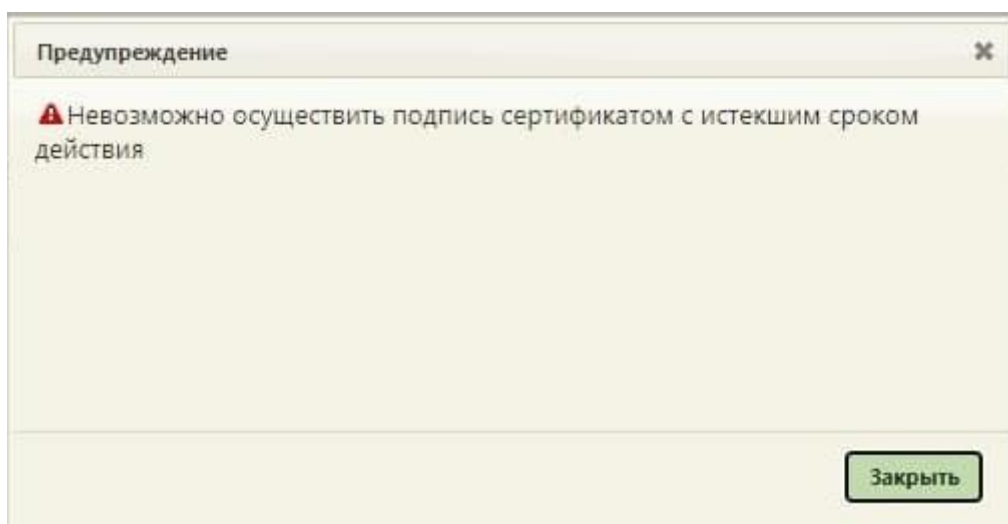 Предупреждение
Невозможно осуществить подпись сертификатом с истекшим сроком
действия
Закрыть